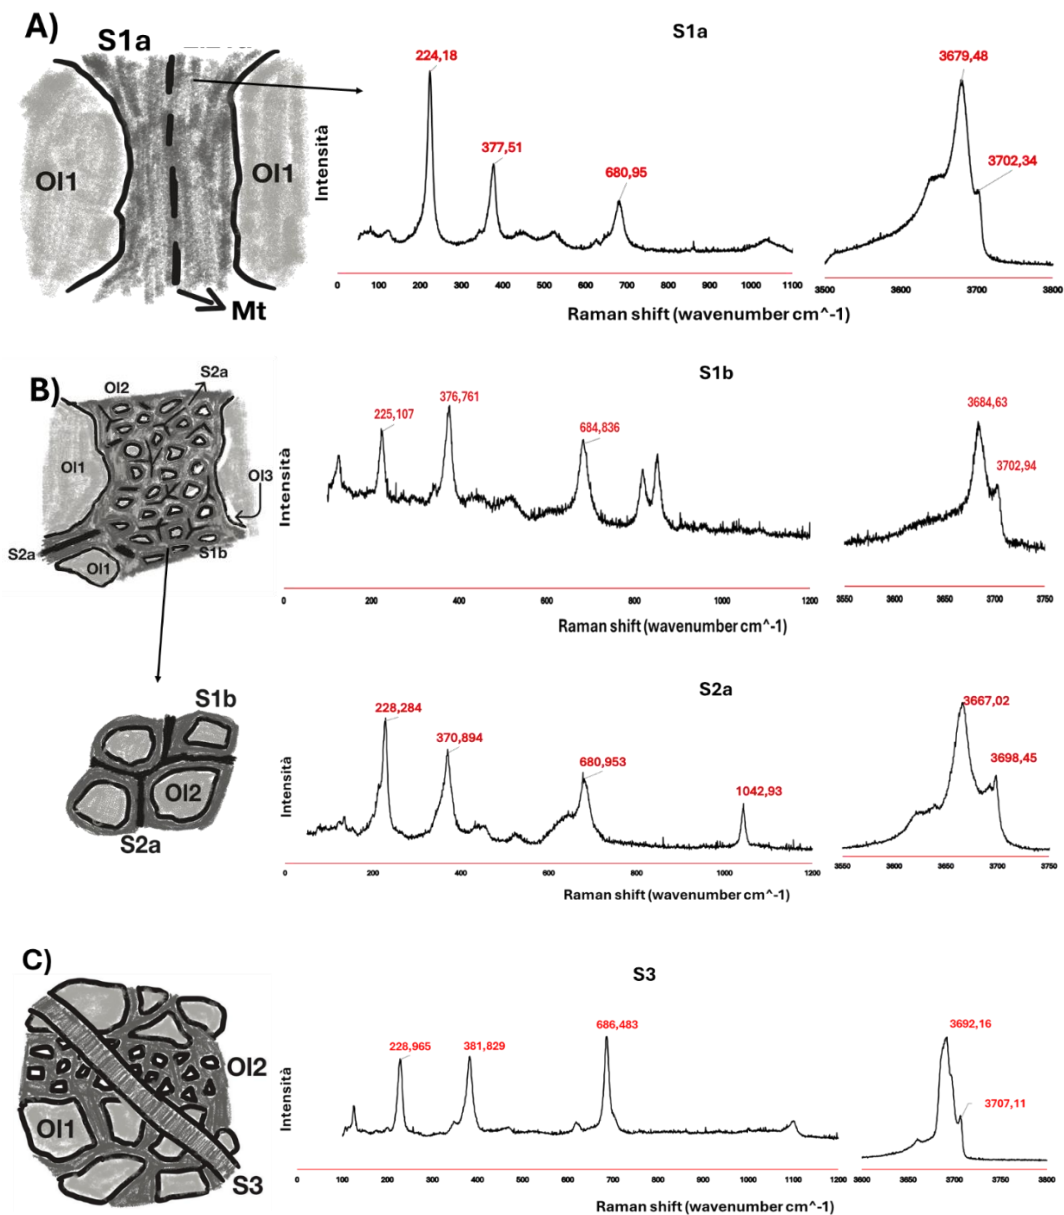 A)
S1a
Ol1
Ol1
Mt
S1a
Intensità
224,18
377,51
680,95
3679,48
3702,34
0 100 200 300 400 500 600 700 800 900 1000 1100
3500 3600 3700 3800
Raman shift (wavenumber cm^-1)
B)
Ol2
S2a
Ol1
Ol3
S2a
Ol1
S1b
S1b
Intensità
225,107
376,761
684,836
3684,63
3702,94
0 200 400 600 800 1000 1200
3550 3600 3650 3700 3750
Raman shift (wavenumber cm^-1)
S1b
Ol2
S2a
S2a
Intensità
228,284
370,894
680,953
1042,93
3667,02
3698,45
0 200 400 600 800 1000 1200
3550 3600 3650 3700 3750
Raman shift (wavenumber cm^-1)
C)
Ol2
Ol1
S3
S3
Intensità
228,965
381,829
686,483
3692,16
3707,11
0 100 200 300 400 500 600 700 800 900 1000 1100 1200
3600 3650 3700 3750 3800
Raman shift (wavenumber cm^-1)